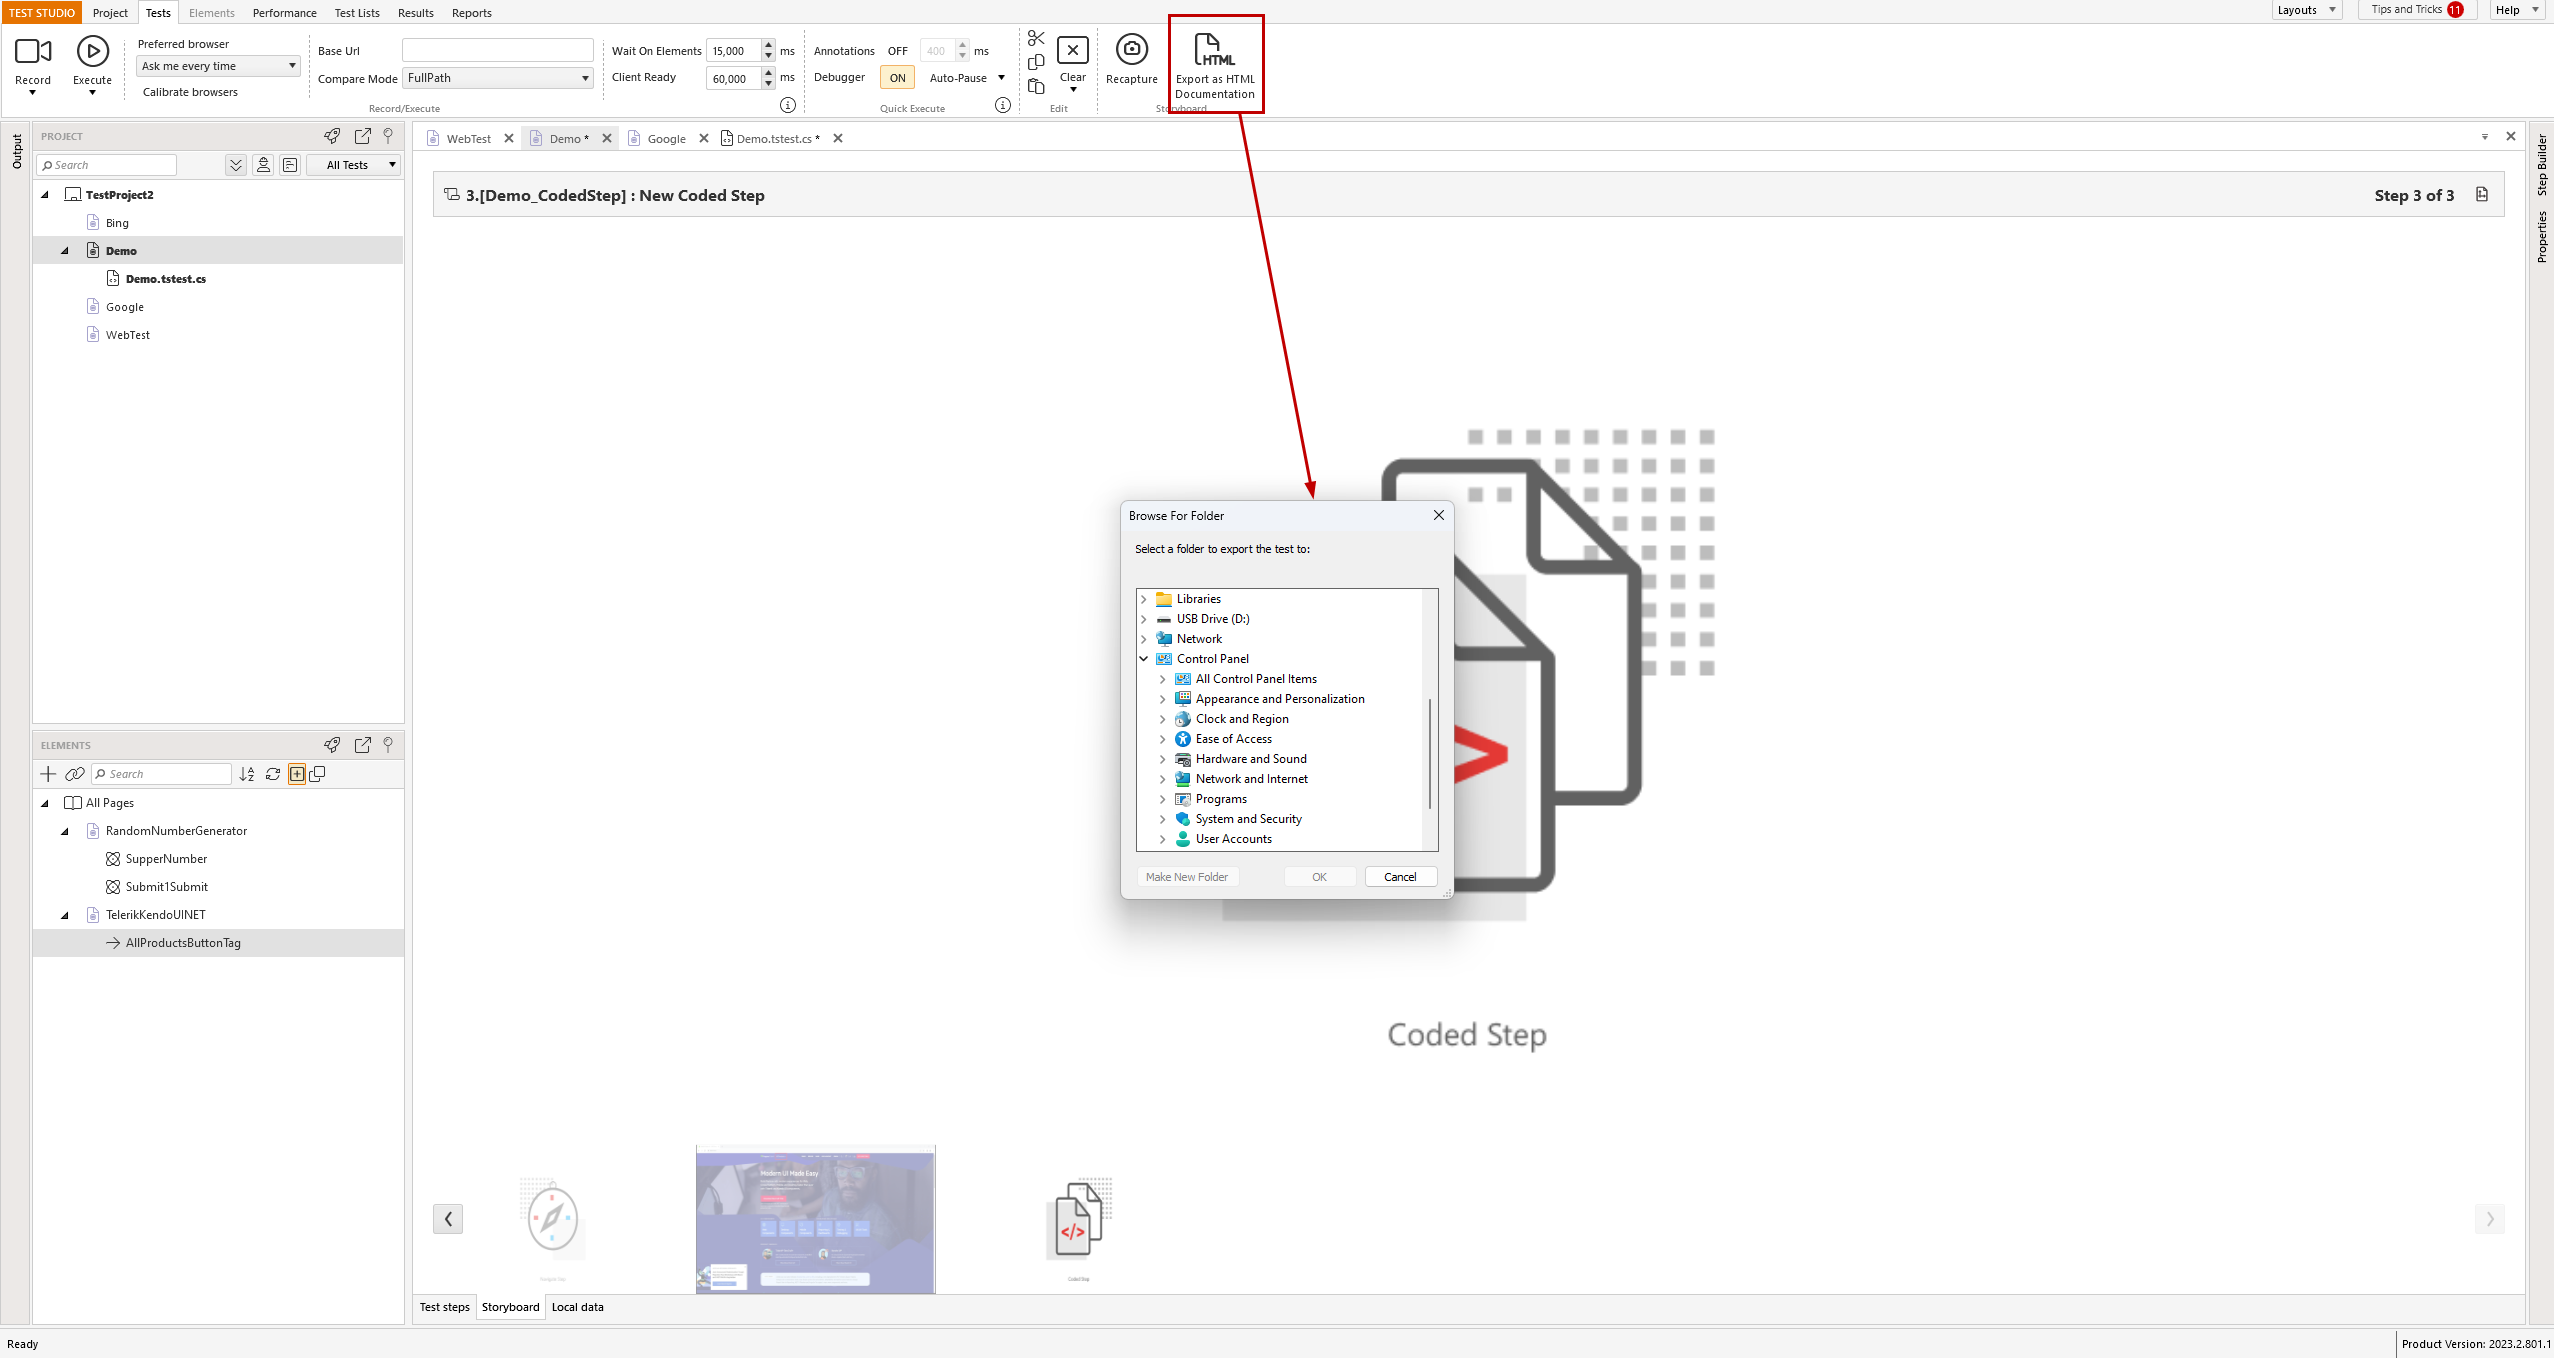 TEST STUDIO Project Tests Elements Performance Test Lists Results Reports Layouts Tips and Tricks 11 Help
Record
Execute
Preferred browser
Ask me every time
Calibrate browsers
Base Url
Compare Mode FullPath
Record/Execute
Wait On Elements 15,000 ms
Client Ready 60,000 ms
Annotations OFF 400 ms
Debugger ON Auto-Pause
Quick Execute
Clear
Edit
Recapture
HTML
Export as HTML
Documentation
Storyboard
Output
PROJECT
Search All Tests
TestProject2
Bing
Demo
Demo.tstest.cs
Google
WebTest
ELEMENTS
Search
All Pages
RandomNumberGenerator
SupperNumber
Submit1Submit
TelerikKendoUINET
AllProductsButtonTag
WebTest Demo * Google Demo.tstest.cs *
3.[Demo_CodedStep] : New Coded Step Step 3 of 3
Step Builder
Properties
Browse For Folder
Select a folder to export the test to:
Libraries
USB Drive (D:)
Network
Control Panel
All Control Panel Items
Appearance and Personalization
Clock and Region
Ease of Access
Hardware and Sound
Network and Internet
Programs
System and Security
User Accounts
Make New Folder OK Cancel
Coded Step
Modern UI Made Easy
</>
Coded Step
Test steps Storyboard Local data
Ready Product Version: 2023.2.801.1